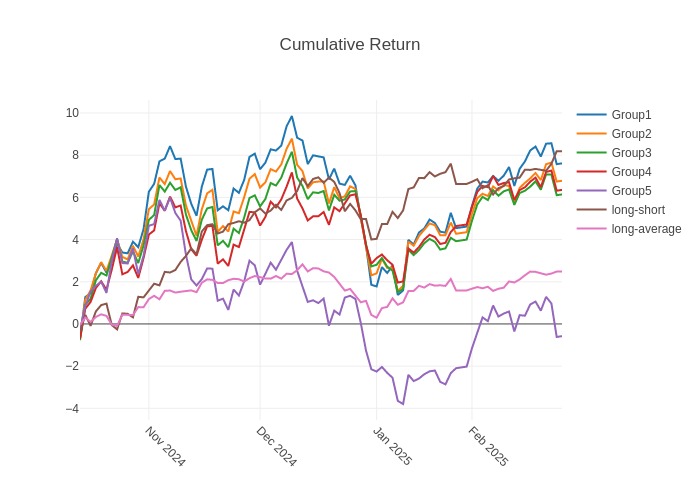 Cumulative Return
10
8
6
4
2
0
−2
−4
Nov 2024
Dec 2024
Jan 2025
Feb 2025
Group1
Group2
Group3
Group4
Group5
long-short
long-average